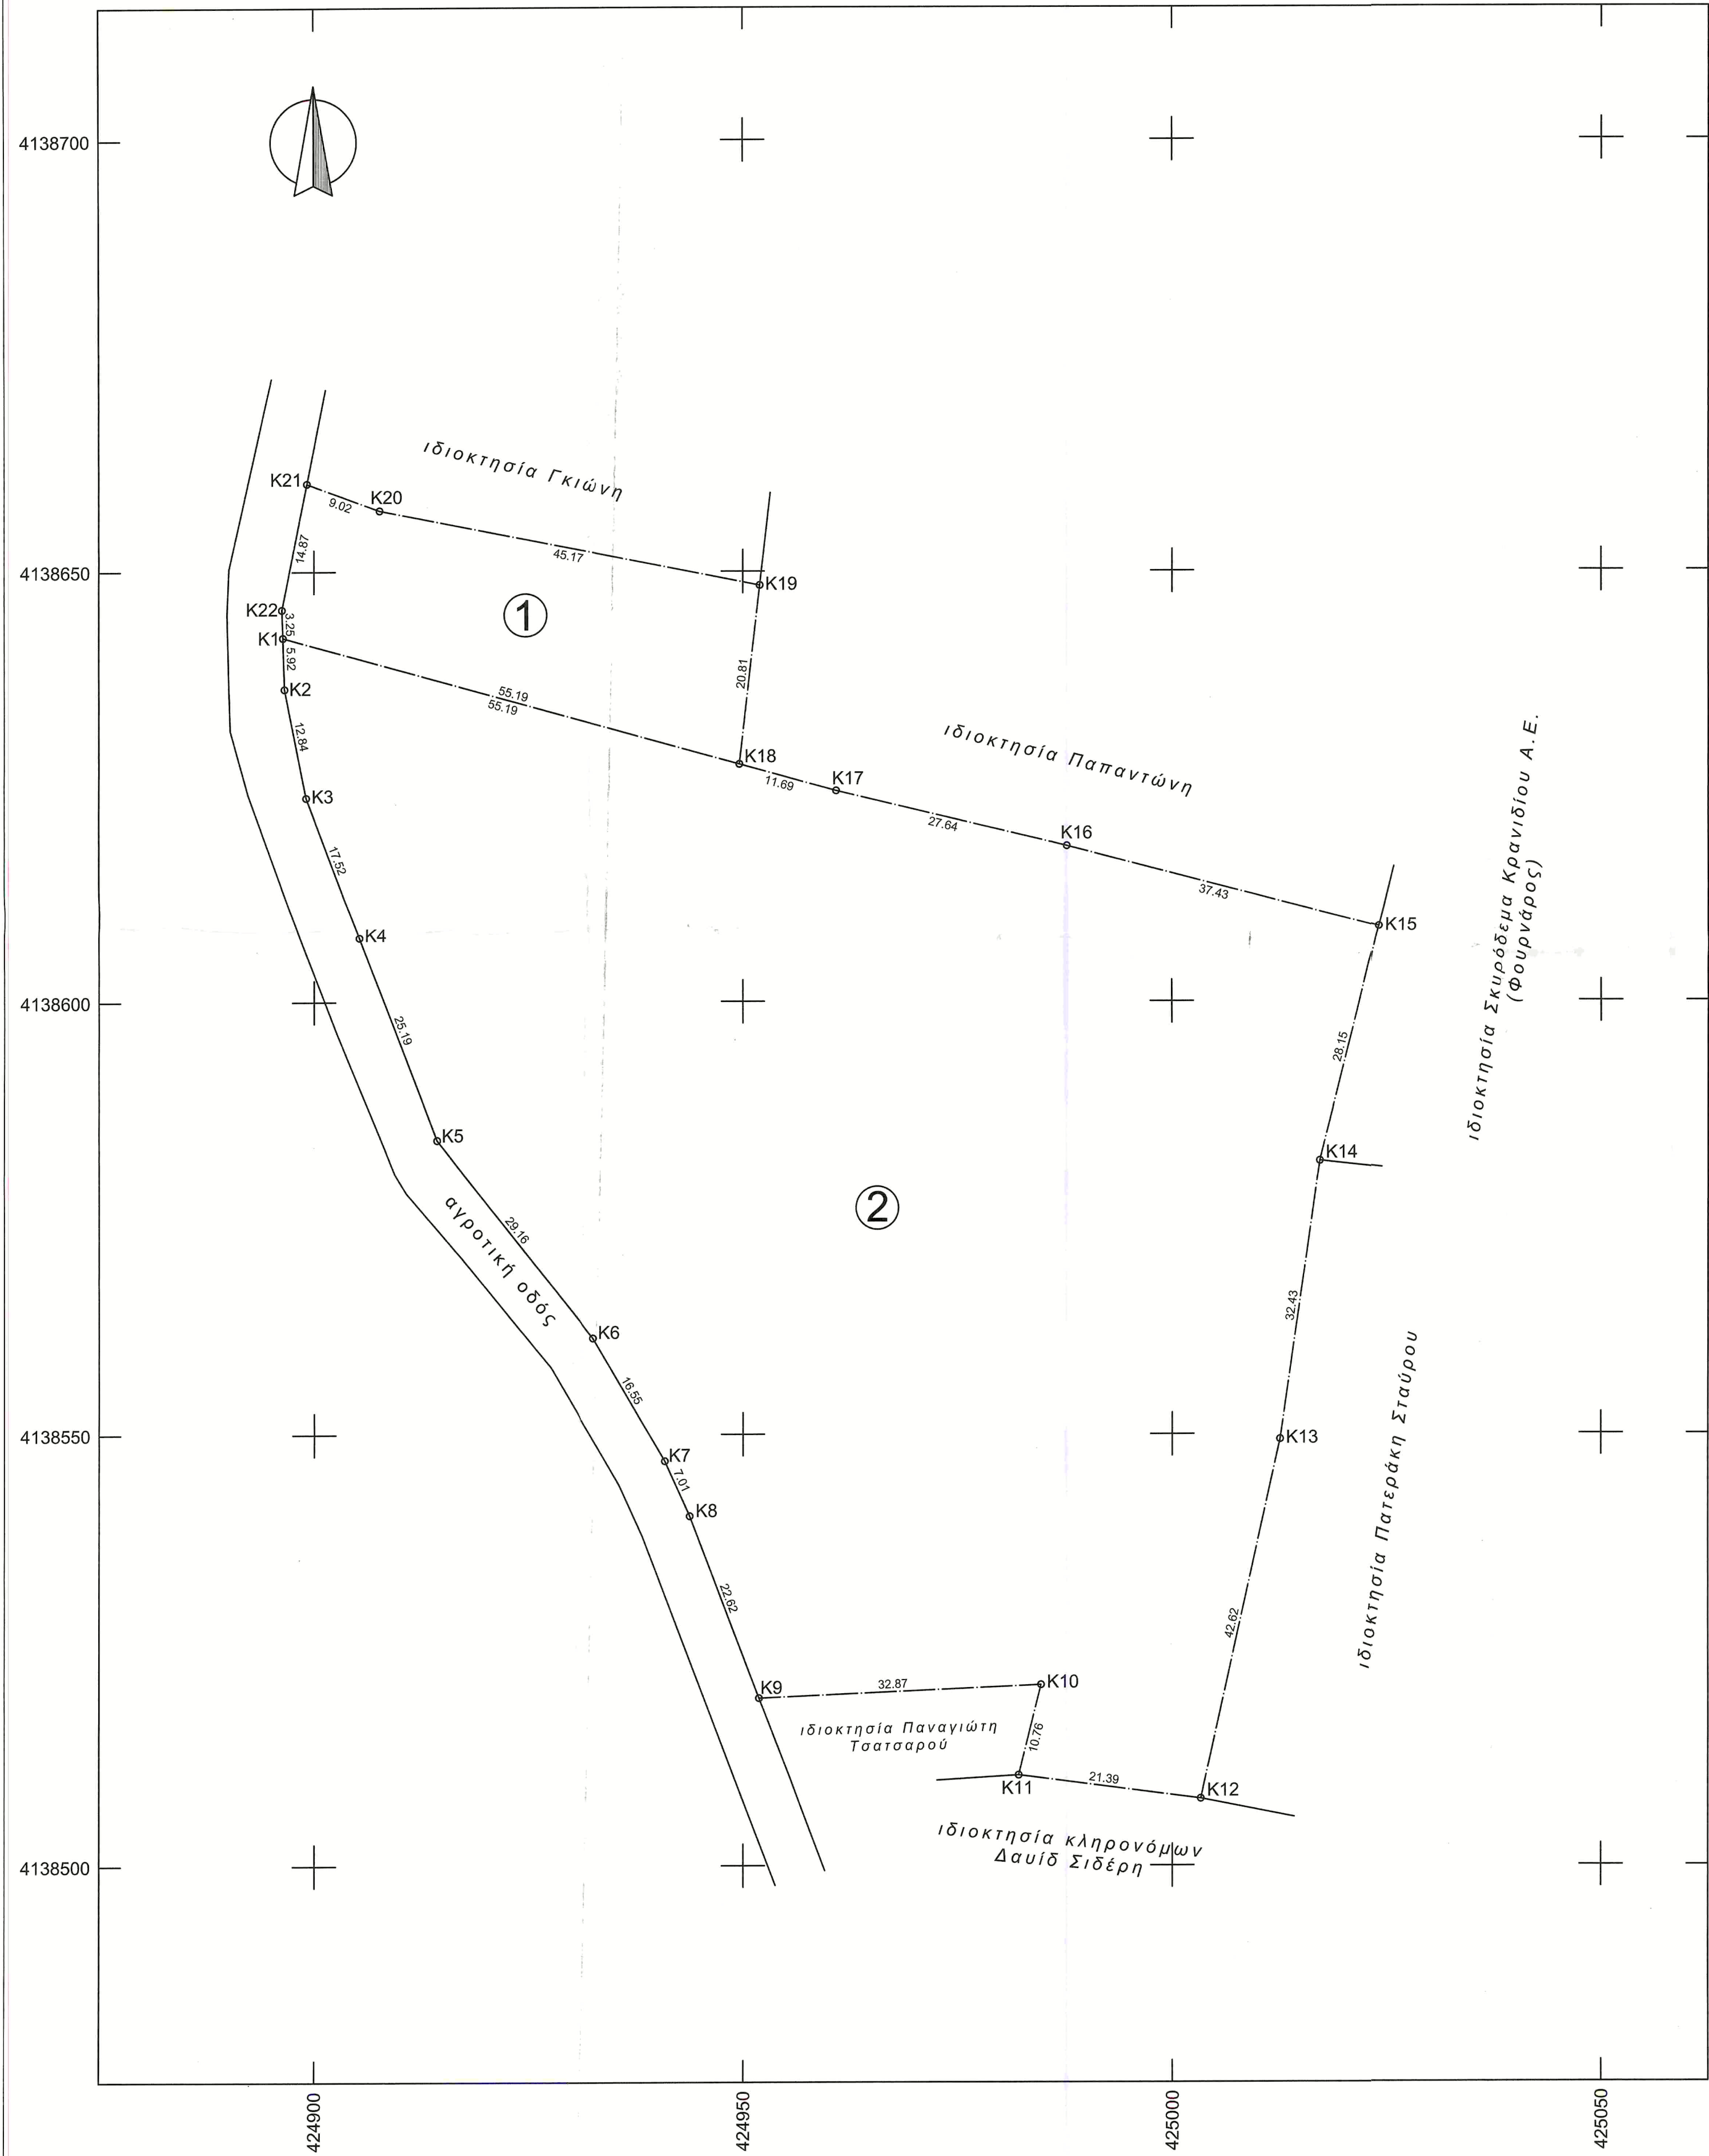 4138700
ιδιοκτησία Γκιώνη
K21
K20
9.02
14.87
45.17
4138650
K19
K22
1
3.25
K1
5.92
20.81
K2
55.19
55.19
12.84
K18
ιδιοκτησία Παπαντώνη
11.69
K17
K3
27.64
K16
17.52
37.43
K15
ιδιοκτησία Σκυρόδεμα Κρανιδίου Α.Ε.
(Φουρνάρος)
K4
4138600
25.19
28.15
K5
K14
2
αγροτική οδός
29.16
32.43
K6
16.55
4138550
K13
K7
7.01
ιδιοκτησία Πατεράκη Σταύρου
K8
22.62
42.62
K9
32.87
K10
ιδιοκτησία Παναγιώτη
Τσατσαρού
10.76
K11
21.39
K12
ιδιοκτησία κληρονόμων
Δαυίδ Σιδέρη
4138500
424900
424950
425000
425050